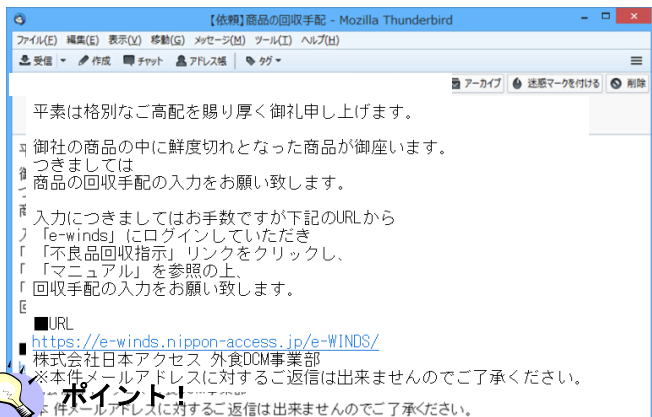 【依頼】商品の回収手配 - Mozilla Thunderbird
ファイル(F) 編集(E) 表示(V) 移動(G) メッセージ(M) ツール(T) ヘルプ(H)
受信 作成 チャット アドレス帳 タグ
アーカイブ 迷惑マークを付ける 削除
平素は格別なご高配を賜り厚く御礼申し上げます。
御社の商品の中に鮮度切れとなった商品が御座います。
つきましては
商品の回収手配の入力をお願い致します。
入力につきましてはお手数ですが下記のURLから
「e-winds」にログインしていただき
「不良品回収指示」リンクをクリックし、
「マニュアル」を参照の上、
回収手配の入力をお願い致します。
■URL
https://e-winds.nippon-access.jp/e-WINDS/
株式会社日本アクセス 外食DCM事業部
※本件メールアドレスに対するご返信は出来ませんのでご了承ください。
ポイント!
件メールアドレスに対するご返信は出来ませんのでご了承ください。